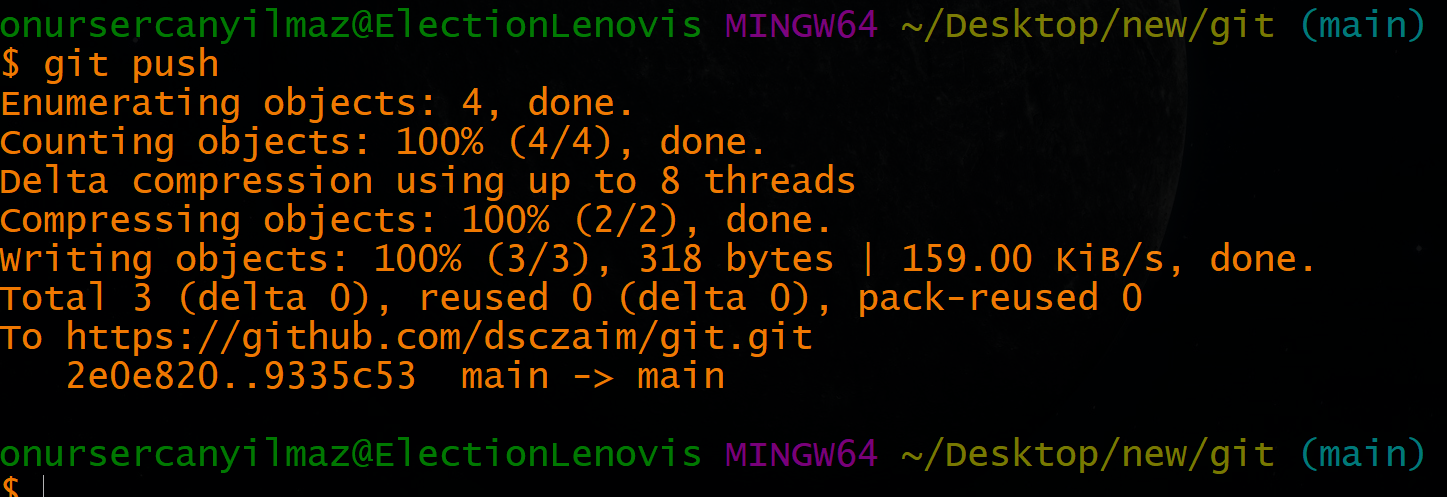 onursercanyilmaz@ElectionLenovis MINGW64 ~/Desktop/new/git (main)
$ git push
Enumerating objects: 4, done.
Counting objects: 100% (4/4), done.
Delta compression using up to 8 threads
Compressing objects: 100% (2/2), done.
Writing objects: 100% (3/3), 318 bytes | 159.00 KiB/s, done.
Total 3 (delta 0), reused 0 (delta 0), pack-reused 0
To https://github.com/dsczaim/git.git
   2e0e820..9335c53  main -> main

onursercanyilmaz@ElectionLenovis MINGW64 ~/Desktop/new/git (main)
$